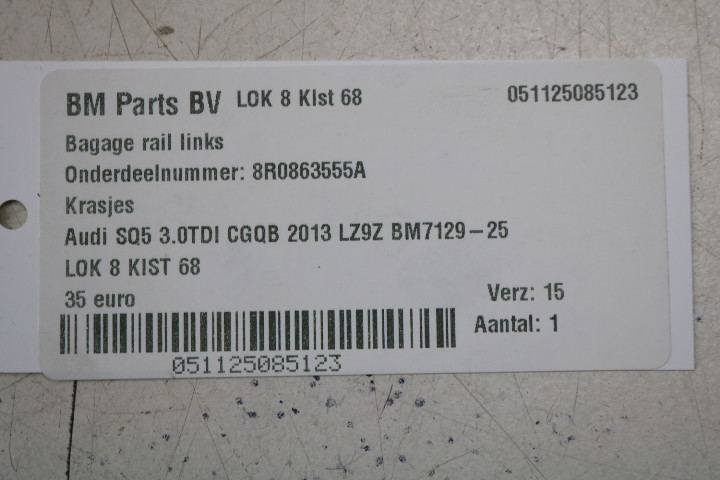 BM Parts BV LOK 8 KIst 68 051125085123
Bagage rail links
Onderdeelnummer: 8R0863555A
Krasjes
Audi SQ5 3.0TDI CGQB 2013 LZ9Z BM7129-25
LOK 8 KIST 68
35 euro Verz: 15
Aantal: 1
051125085123